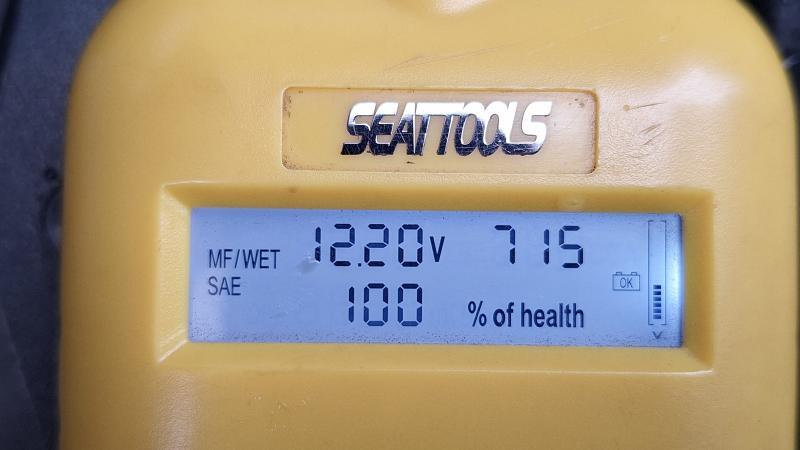 SEATTOOLS
MF/WET 12.20V 715
SAE 100 % of health
OK